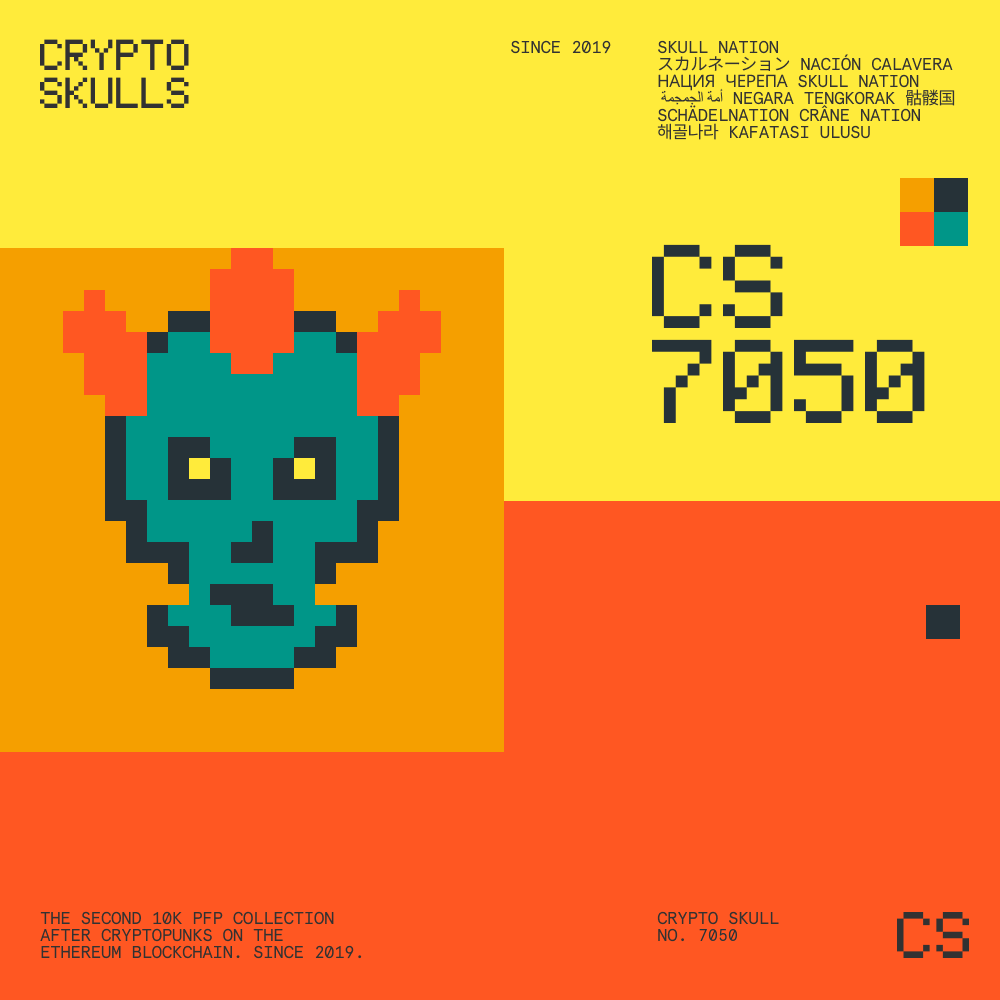 CRYPTO
SKULLS
SINCE 2019
SKULL NATION
スカルネーション NACIÓN CALAVERA
НАЦИЯ ЧЕРЕПА SKULL NATION
أمة الجمجمة NEGARA TENGKORAK 骷髅国
SCHÄDELNATION CRÂNE NATION
해골나라 KAFATASI ULUSU
CS
7050
THE SECOND 10K PFP COLLECTION
AFTER CRYPTOPUNKS ON THE
ETHEREUM BLOCKCHAIN. SINCE 2019.
CRYPTO SKULL
NO. 7050
CS